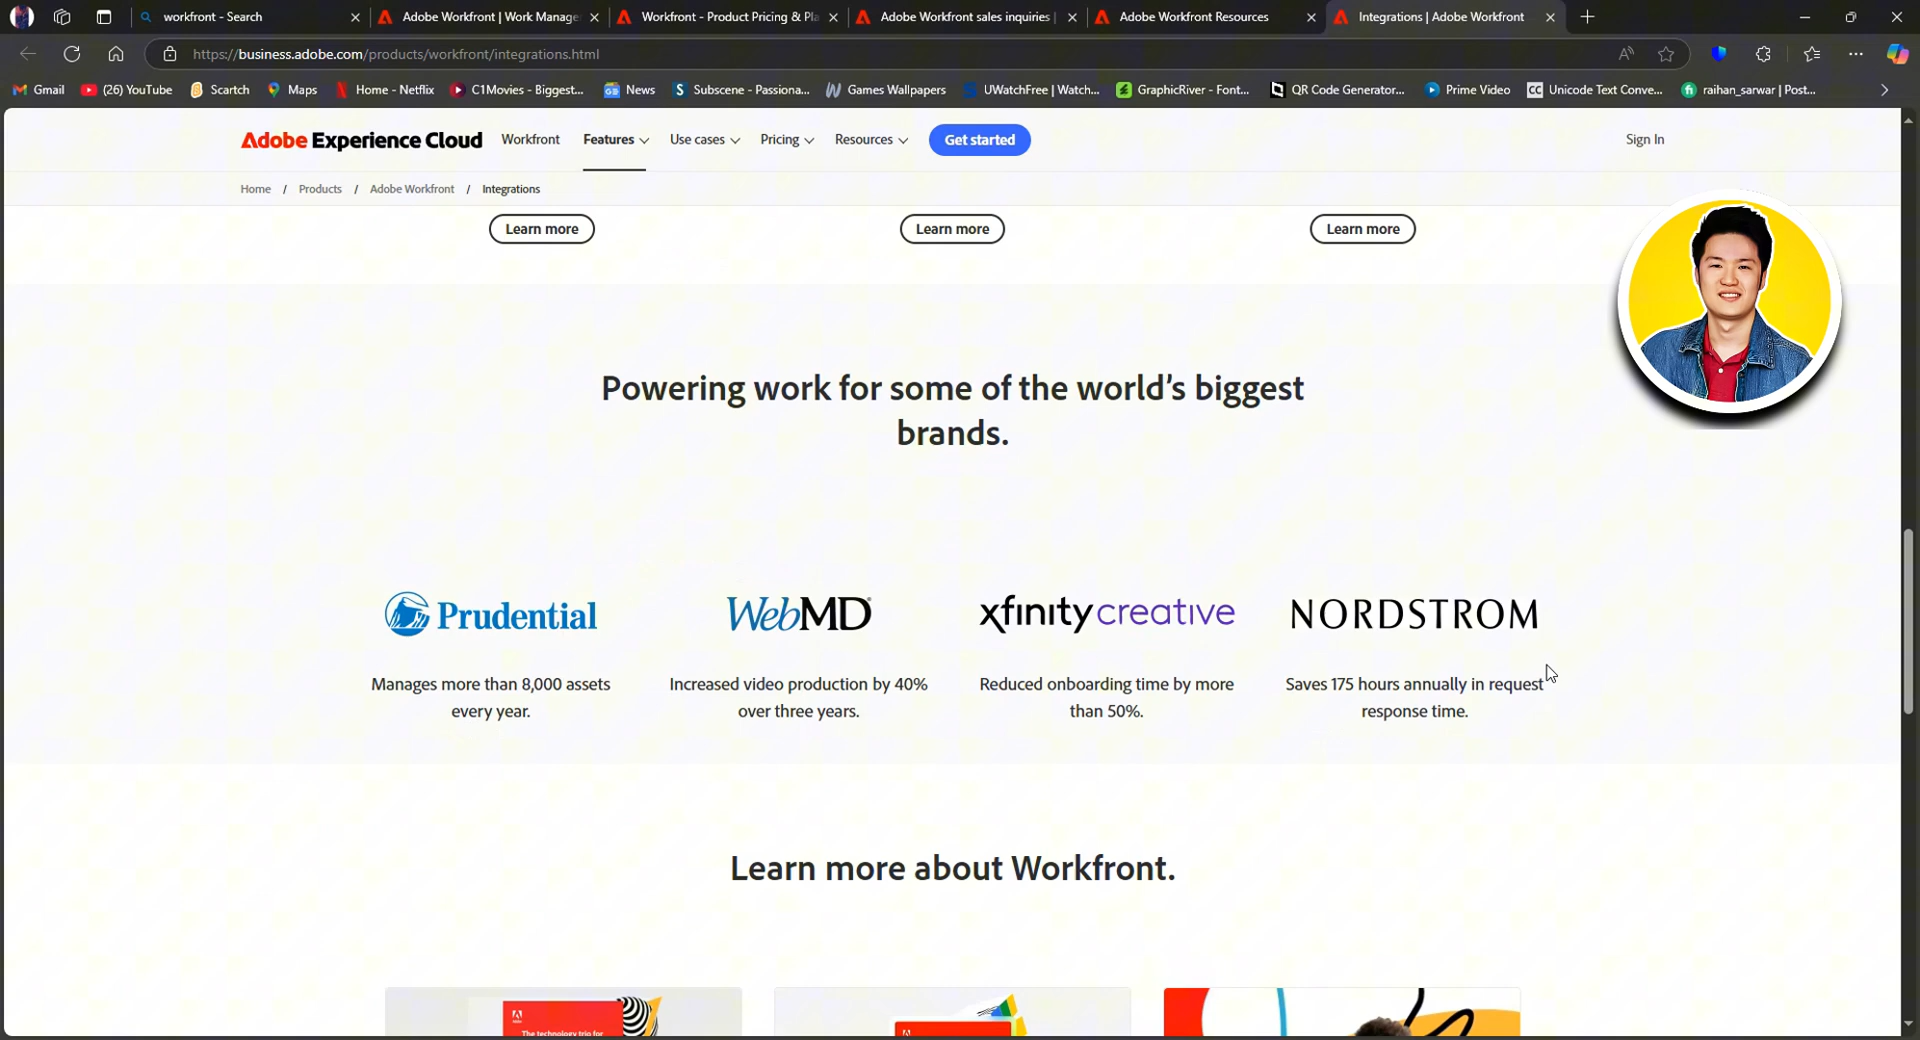 workfront - Search
Adobe Workfront | Work Manage
Workfront - Product Pricing & Pla
Adobe Workfront sales inquiries |
Adobe Workfront Resources
Integrations | Adobe Workfront
https://business.adobe.com/products/workfront/integrations.html
Gmail
(26) YouTube
Scartch
Maps
Home - Netflix
C1Movies - Biggest...
News
Subscene - Passiona...
Games Wallpapers
UWatchFree | Watch...
GraphicRiver - Font...
QR Code Generator...
Prime Video
Unicode Text Conve...
raihan_sarwar | Post...
Adobe Experience Cloud
Workfront
Features
Use cases
Pricing
Resources
Get started
Sign In
Home / Products / Adobe Workfront / Integrations
Learn more
Learn more
Learn more
Powering work for some of the world's biggest
brands.
Prudential
Manages more than 8,000 assets
every year.
WebMD
Increased video production by 40%
over three years.
xfinity creative
Reduced onboarding time by more
than 50%.
NORDSTROM
Saves 175 hours annually in request
response time.
Learn more about Workfront.
The technology trio for